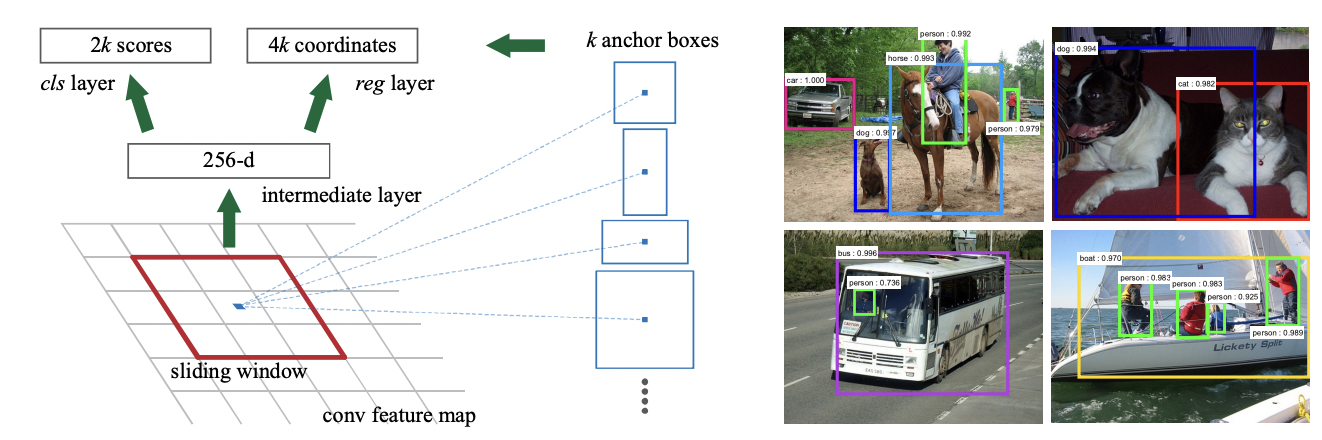 2k scores
4k coordinates
k anchor boxes
cls layer
reg layer
256-d
intermediate layer
sliding window
conv feature map
person : 0.992
horse : 0.993
car : 1.000
dog : 0.997
person : 0.979
dog : 0.994
cat : 0.982
bus : 0.996
person : 0.736
boat : 0.970
person : 0.983
person : 0.983
person : 0.925
person : 0.989
Lickety Split